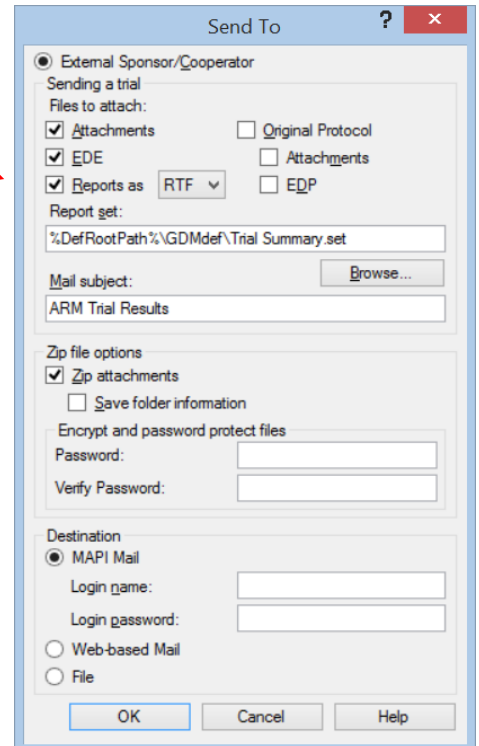 Send To ? ×
External Sponsor/Cooperator
Sending a trial
Files to attach:
Attachments Original Protocol
EDE Attachments
Reports as RTF EDP
Report set:
%DefRootPath%\GDMdef\Trial Summary.set
Mail subject: Browse...
ARM Trial Results
Zip file options
Zip attachments
Save folder information
Encrypt and password protect files
Password:
Verify Password:
Destination
MAPI Mail
Login name:
Login password:
Web-based Mail
File
OK Cancel Help